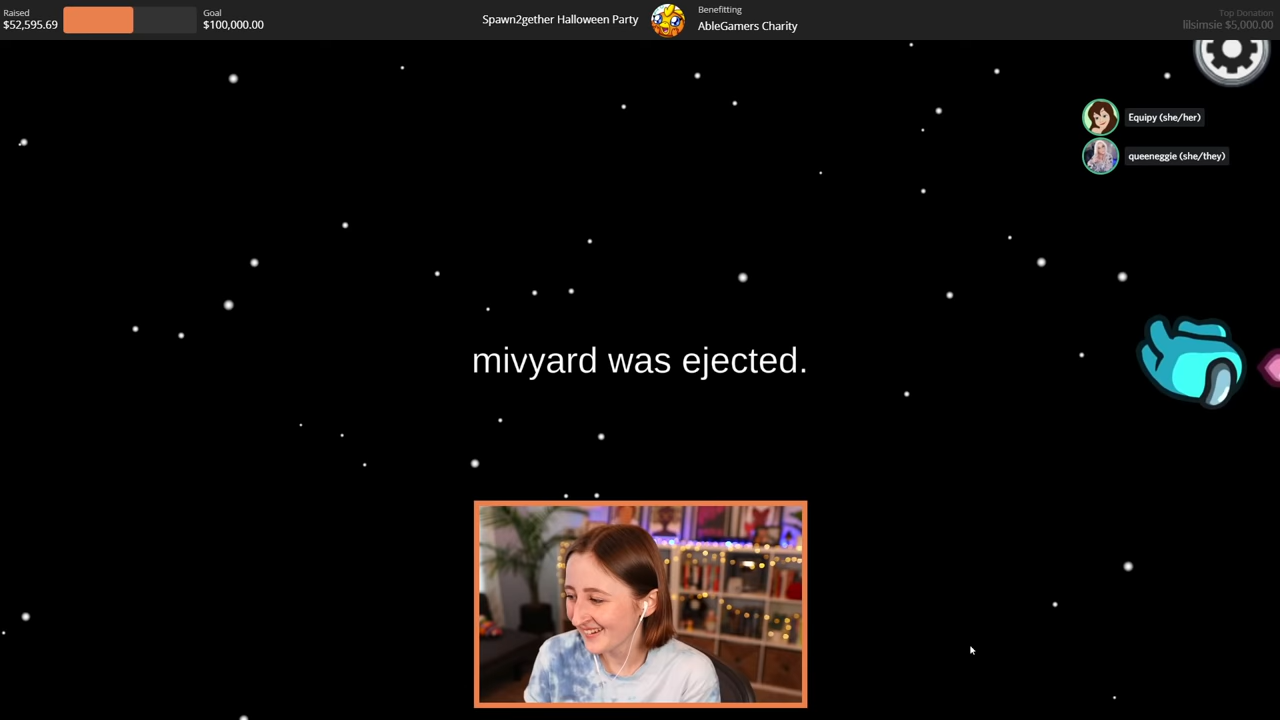 Raised
$52,595.69
Goal
$100,000.00
Spawn2gether Halloween Party
Benefitting
AbleGamers Charity
Top Donation
lilsimsie $5,000.00
Equipy (she/her)
queeneggie (she/they)
mivyard was ejected.